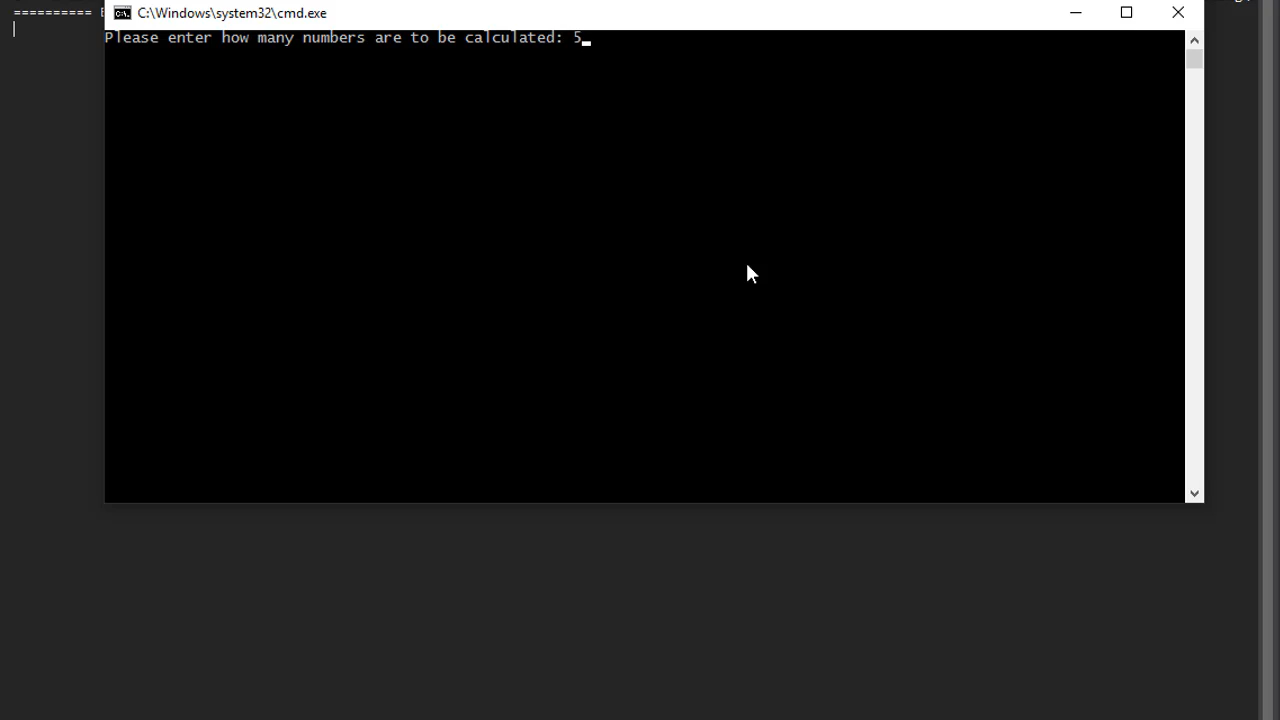 C:\Windows\system32\cmd.exe
==========
Please enter how many numbers are to be calculated: 5